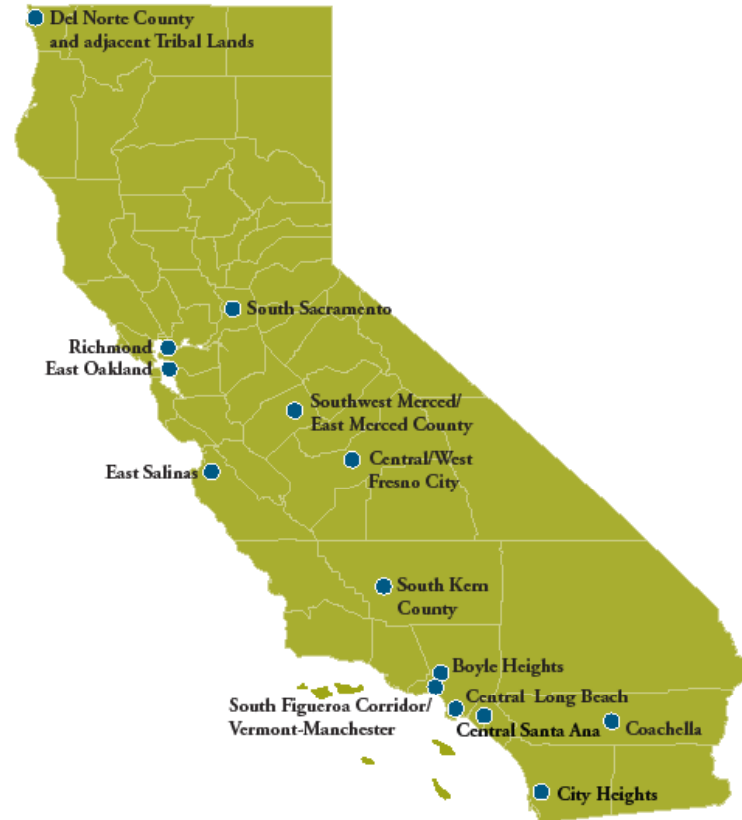 Del Norte County
and adjacent Tribal Lands
South Sacramento
Richmond
East Oakland
Southwest Merced/
East Merced County
Central/West
Fresno City
East Salinas
South Kern
County
Boyle Heights
South Figueroa Corridor/
Vermont-Manchester
Central Long Beach
Central Santa Ana
Coachella
City Heights